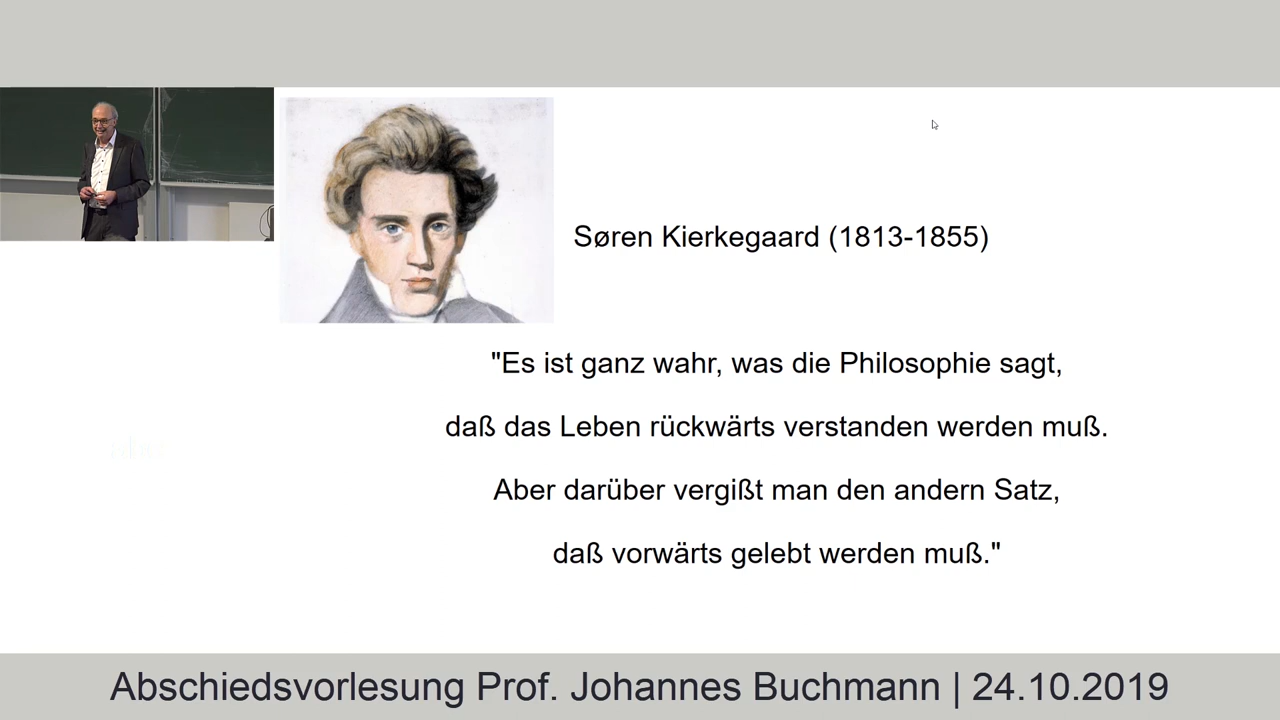 Søren Kierkegaard (1813-1855)
"Es ist ganz wahr, was die Philosophie sagt,
daß das Leben rückwärts verstanden werden muß.
Aber darüber vergißt man den andern Satz,
daß vorwärts gelebt werden muß."
Abschiedsvorlesung Prof. Johannes Buchmann | 24.10.2019